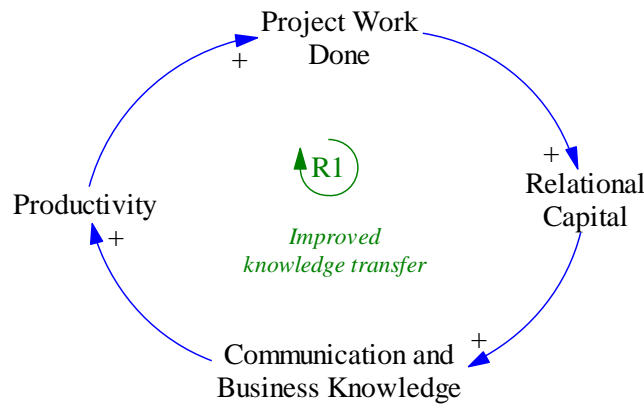 Project Work
Done
+
+
R1
Relational
Capital
Productivity
+
Improved
knowledge transfer
+
Communication and
Business Knowledge